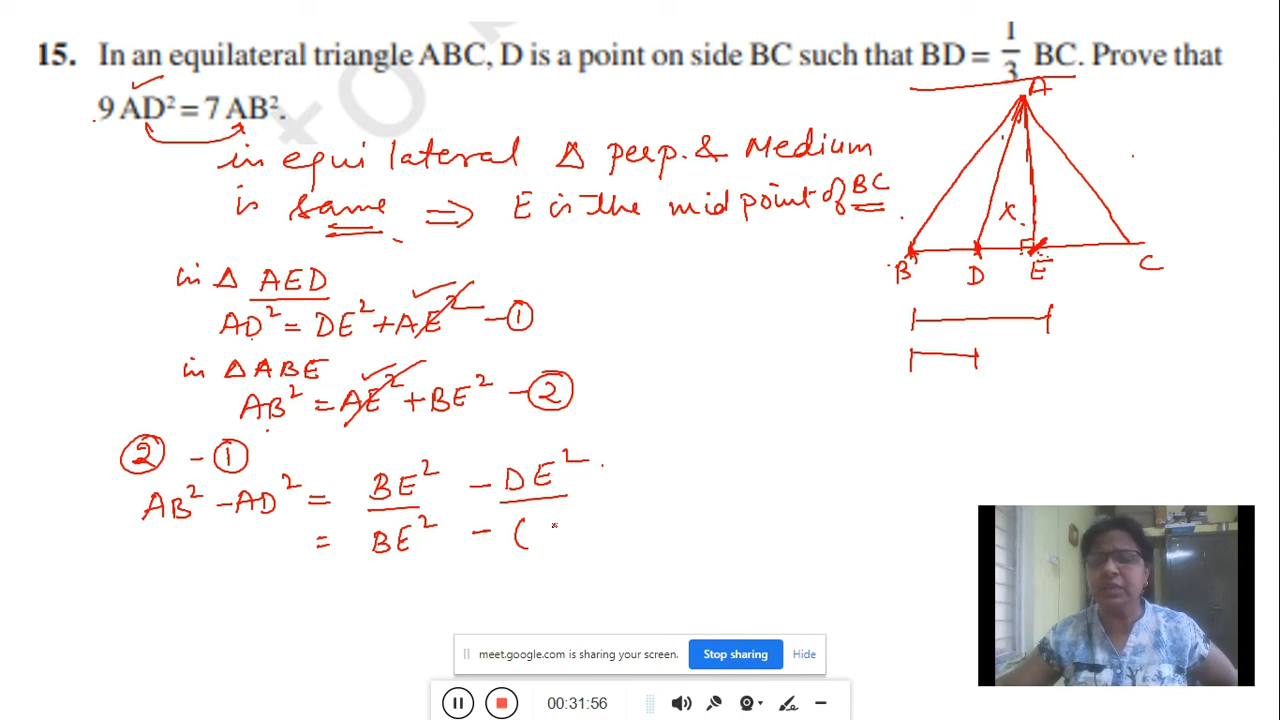 15. In an equilateral triangle ABC, D is a point on side BC such that BD = 1/3 BC. Prove that
9 AD² = 7 AB².
in equi lateral Δ perp. & Medium
is same ⇒ E is the mid point of BC
in Δ AED
AD² = DE² + AE² – ①
in Δ ABE
AB² = AE² + BE² – ②
② - ①
AB² – AD² = BE² – DE²
= BE² – (
A
x
B D E C
meet.google.com is sharing your screen. Stop sharing Hide
00:31:56